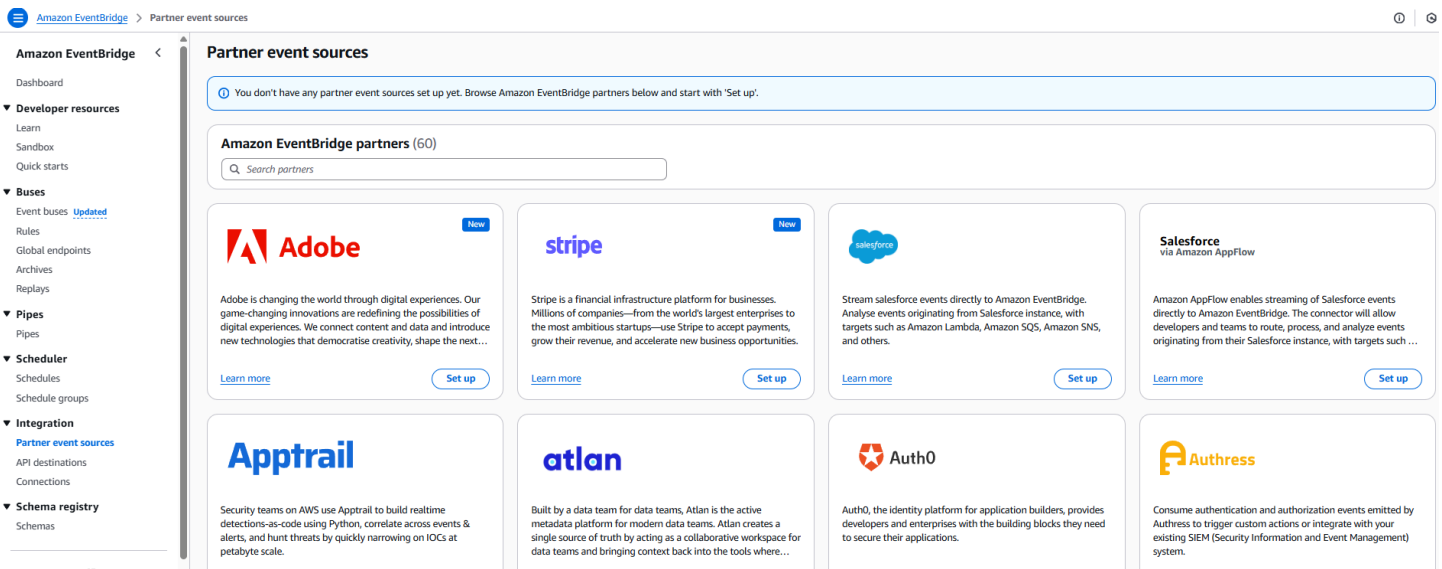 Amazon EventBridge > Partner event sources
Amazon EventBridge
Dashboard
Developer resources
Learn
Sandbox
Quick starts
Buses
Event buses Updated
Rules
Global endpoints
Archives
Replays
Pipes
Pipes
Scheduler
Schedules
Schedule groups
Integration
Partner event sources
API destinations
Connections
Schema registry
Schemas
Partner event sources
You don't have any partner event sources set up yet. Browse Amazon EventBridge partners below and start with 'Set up'.
Amazon EventBridge partners (60)
Search partners
New
Adobe
Adobe is changing the world through digital experiences. Our
game-changing innovations are redefining the possibilities of
digital experiences. We connect content and data and introduce
new technologies that democratise creativity, shape the next...
Learn more
Set up
New
stripe
Stripe is a financial infrastructure platform for businesses.
Millions of companies—from the world's largest enterprises to
the most ambitious startups—use Stripe to accept payments,
grow their revenue, and accelerate new business opportunities.
Learn more
Set up
salesforce
Stream salesforce events directly to Amazon EventBridge.
Analyse events originating from Salesforce instance, with
targets such as Amazon Lambda, Amazon SQS, Amazon SNS,
and others.
Learn more
Set up
Salesforce
via Amazon AppFlow
Amazon AppFlow enables streaming of Salesforce events
directly to Amazon EventBridge. The connector will allow
developers and teams to route, process, and analyze events
originating from their Salesforce instance, with targets such ...
Learn more
Set up
Apptrail
Security teams on AWS use Apptrail to build realtime
detections-as-code using Python, correlate across events &
alerts, and hunt threats by quickly narrowing on IOCs at
petabyte scale.
atlan
Built by a data team for data teams, Atlan is the active
metadata platform for modern data teams. Atlan creates a
single source of truth by acting as a collaborative workspace for
data teams and bringing context back into the tools where...
Auth0
Auth0, the identity platform for application builders, provides
developers and enterprises with the building blocks they need
to secure their applications.
Authress
Consume authentication and authorization events emitted by
Authress to trigger custom actions or integrate with your
existing SIEM (Security Information and Event Management)
system.